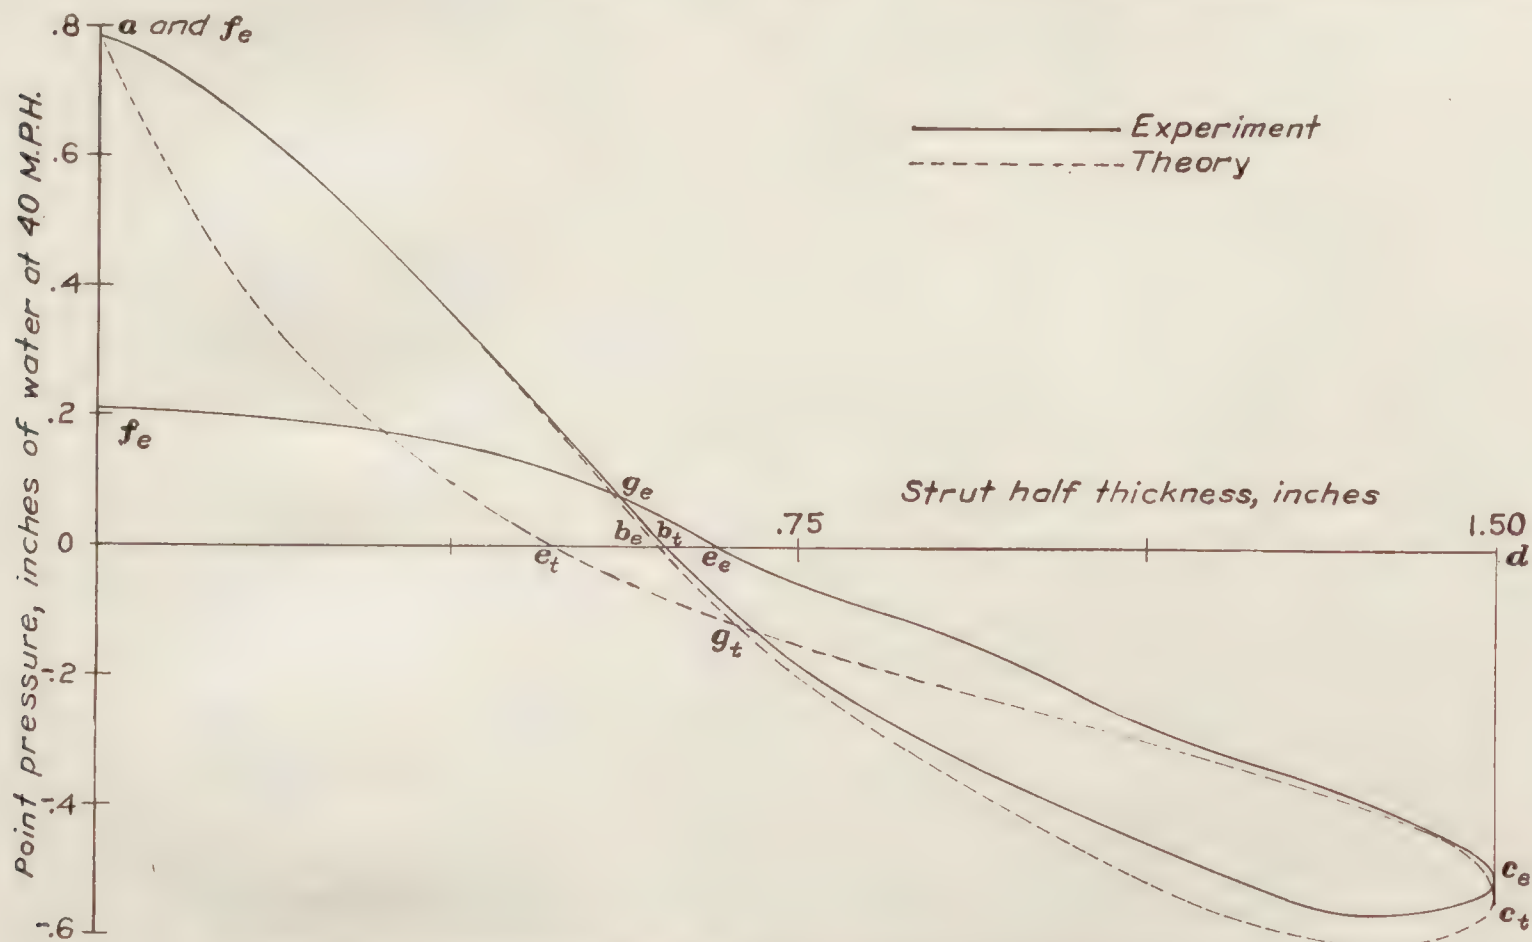 .8
a and fe
.6
.4
.2
0
-.2
-.4
-.6
Point pressure, inches of water at 40 M.P.H.
Experiment
Theory
fe
ge
Strut half thickness, inches
be
bt
.75
1.50
et
ee
d
gt
ce
ct